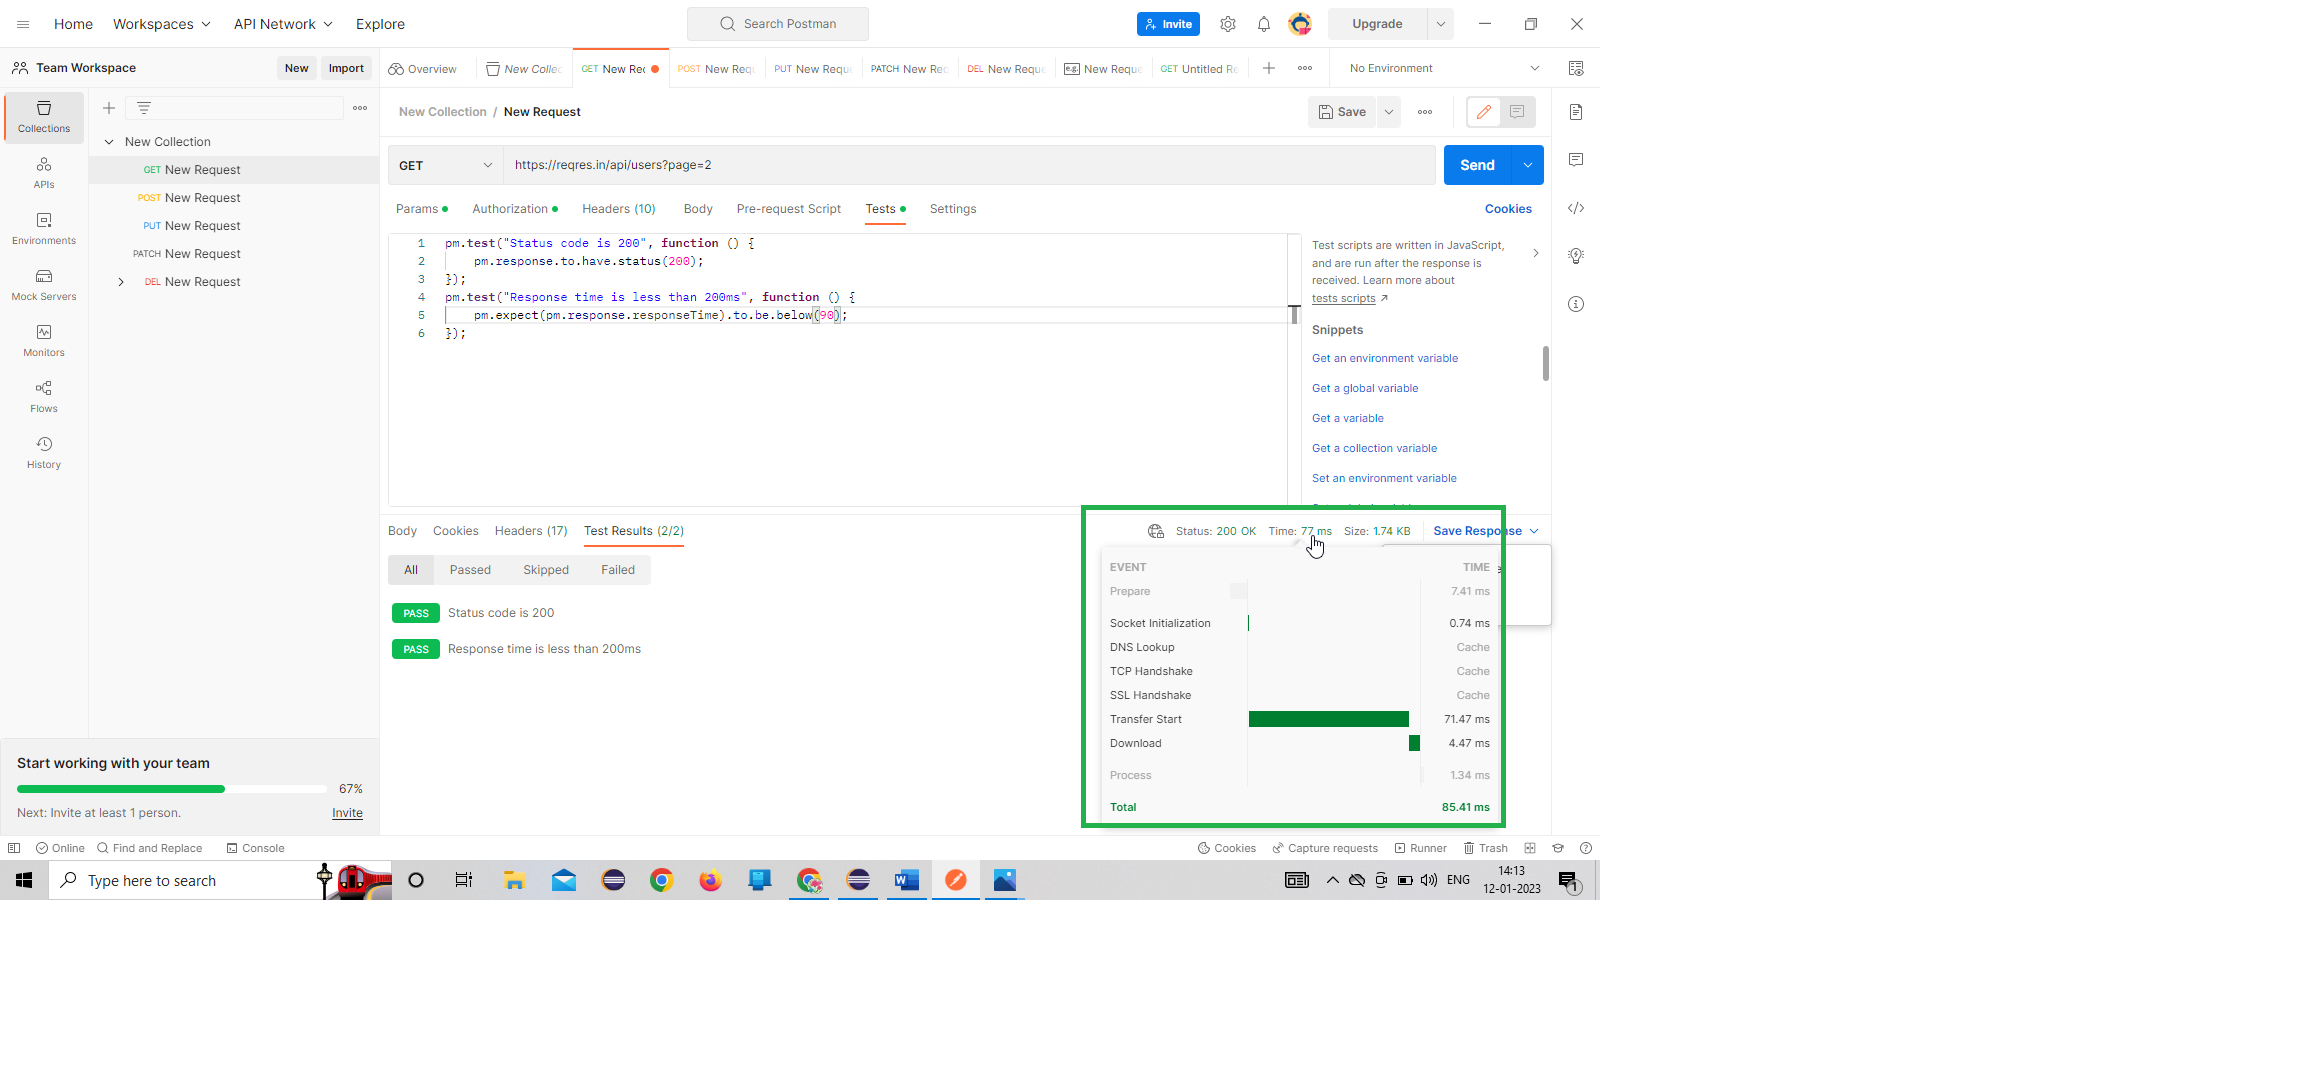 Home Workspaces API Network Explore Search Postman Invite Upgrade
Team Workspace New Import Overview New Collec GET New Rec POST New Requ PUT New Reque PATCH New Rec DEL New Reque e.g. New Reque GET Untitled Re No Environment
Collections
APIs
Environments
Mock Servers
Monitors
Flows
History
New Collection
GET New Request
POST New Request
PUT New Request
PATCH New Request
DEL New Request
Start working with your team
67%
Next: Invite at least 1 person. Invite
New Collection / New Request Save
GET https://reqres.in/api/users?page=2 Send
Params Authorization Headers (10) Body Pre-request Script Tests Settings Cookies
1 pm.test("Status code is 200", function () {
2 pm.response.to.have.status(200);
3 });
4 pm.test("Response time is less than 200ms", function () {
5 pm.expect(pm.response.responseTime).to.be.below(90);
6 });
Test scripts are written in JavaScript,
and are run after the response is
received. Learn more about
tests scripts
Snippets
Get an environment variable
Get a global variable
Get a variable
Get a collection variable
Set an environment variable
Body Cookies Headers (17) Test Results (2/2) Status: 200 OK Time: 77 ms Size: 1.74 KB Save Response
All Passed Skipped Failed
PASS Status code is 200
PASS Response time is less than 200ms
EVENT TIME
Prepare 7.41 ms
Socket Initialization 0.74 ms
DNS Lookup Cache
TCP Handshake Cache
SSL Handshake Cache
Transfer Start 71.47 ms
Download 4.47 ms
Process 1.34 ms
Total 85.41 ms
Online Find and Replace Console Cookies Capture requests Runner Trash
Type here to search ENG 14:13
12-01-2023 1